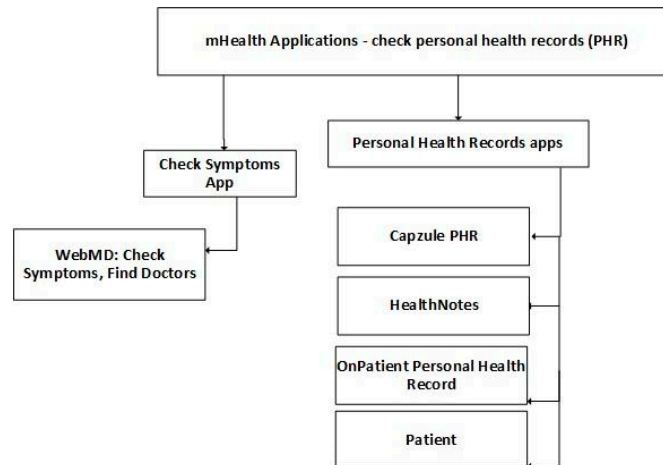 mHealth Applications - check personal health records (PHR)
Check Symptoms
App
Personal Health Records apps
WebMD: Check
Symptoms, Find Doctors
Capzule PHR
HealthNotes
OnPatient Personal Health
Record
Patient